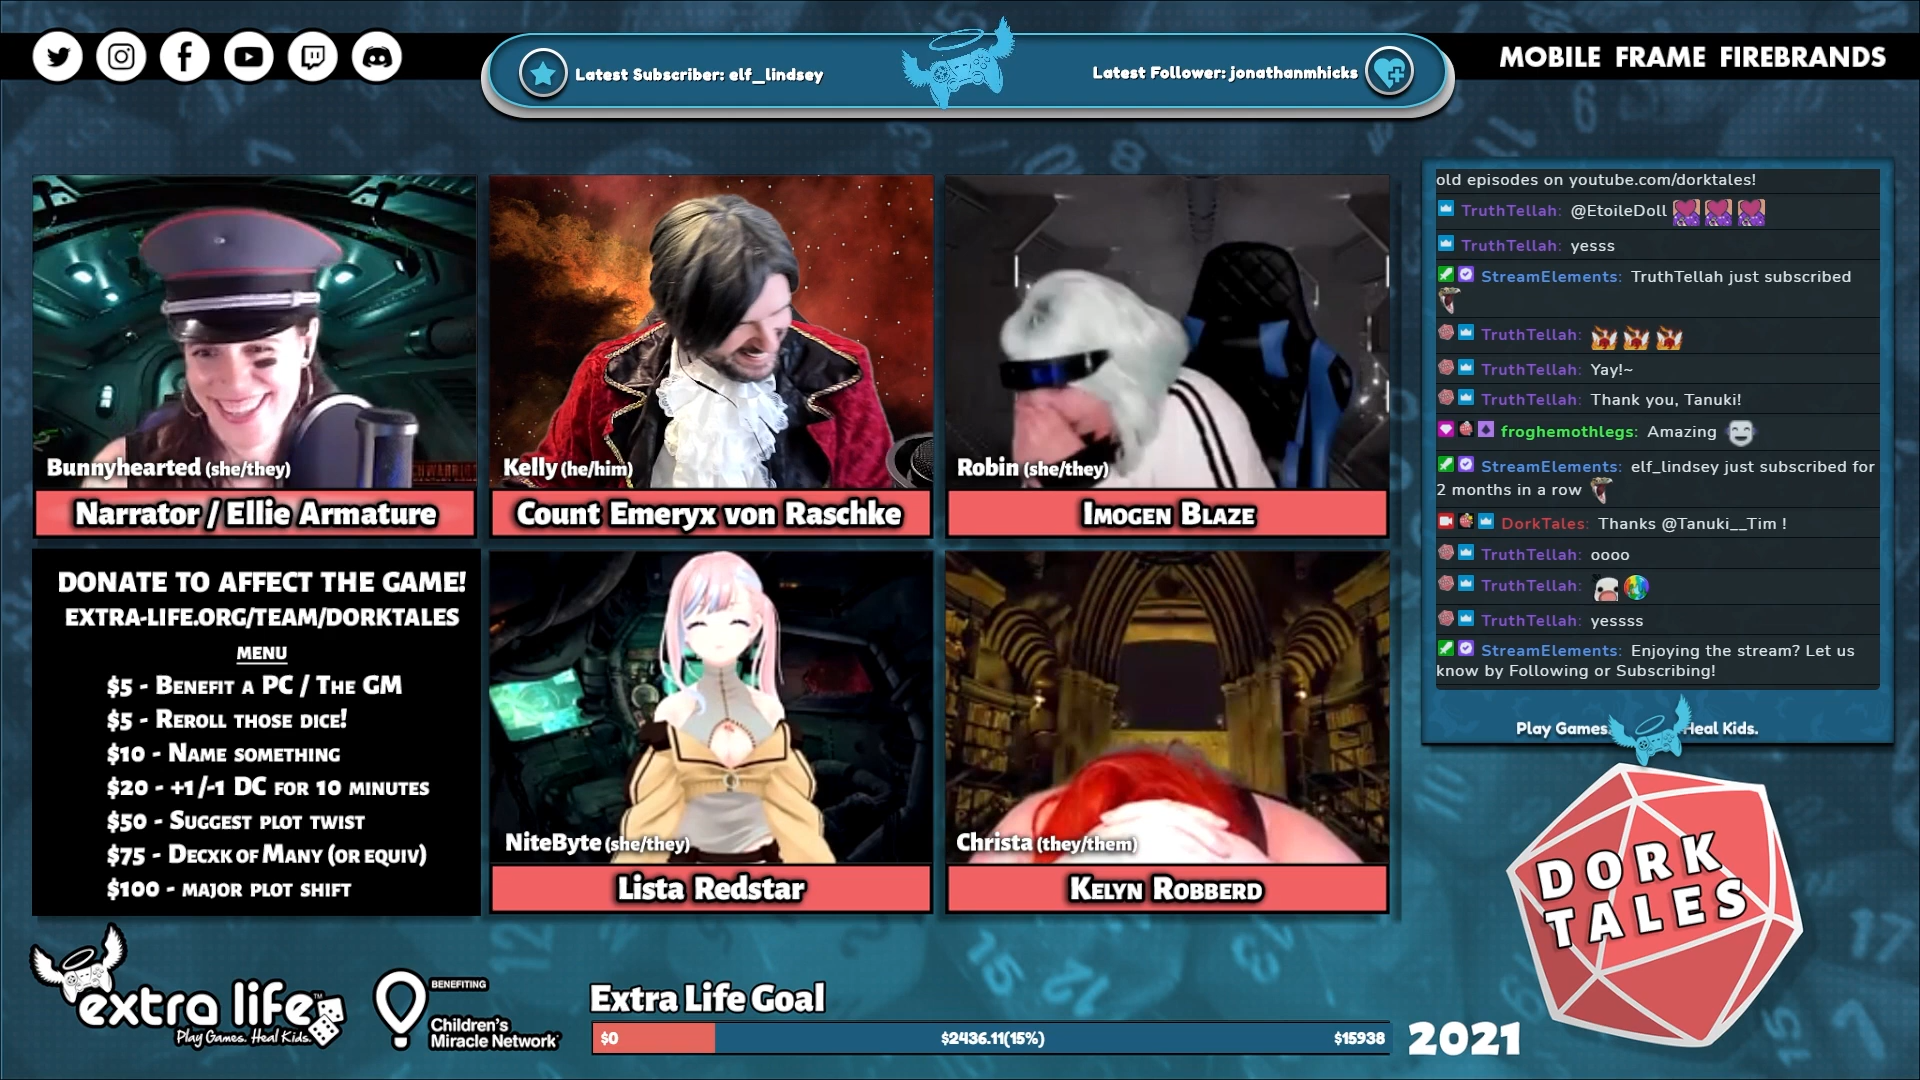 Latest Subscriber: elf_lindsey
Latest Follower: jonathanmhicks
MOBILE FRAME FIREBRANDS
Bunnyhearted (she/they)
Narrator / Ellie Armature
Kelly (he/him)
Count Emeryx von Raschke
Robin (she/they)
Imogen Blaze
DONATE TO AFFECT THE GAME!
EXTRA-LIFE.ORG/TEAM/DORKTALES
MENU
$5 - Benefit a PC / The GM
$5 - Reroll those dice!
$10 - Name something
$20 - +1/-1 DC for 10 minutes
$50 - Suggest plot twist
$75 - Decxk of Many (or equiv)
$100 - major plot shift
NiteByte (she/they)
Lista Redstar
Christa (they/them)
Kelyn Robberd
old episodes on youtube.com/dorktales!
TruthTellah: @EtoileDoll
TruthTellah: yesss
StreamElements: TruthTellah just subscribed
TruthTellah:
TruthTellah: Yay!~
TruthTellah: Thank you, Tanuki!
froghemothlegs: Amazing
StreamElements: elf_lindsey just subscribed for
2 months in a row
DorkTales: Thanks @Tanuki__Tim !
TruthTellah: oooo
TruthTellah:
TruthTellah: yessss
StreamElements: Enjoying the stream? Let us
know by Following or Subscribing!
Play Games. Heal Kids.
DORK
TALES
extra life™
Play Games. Heal Kids.
BENEFITING
Children's
Miracle Network
Extra Life Goal
$0 $2436.11(15%) $15938
2021